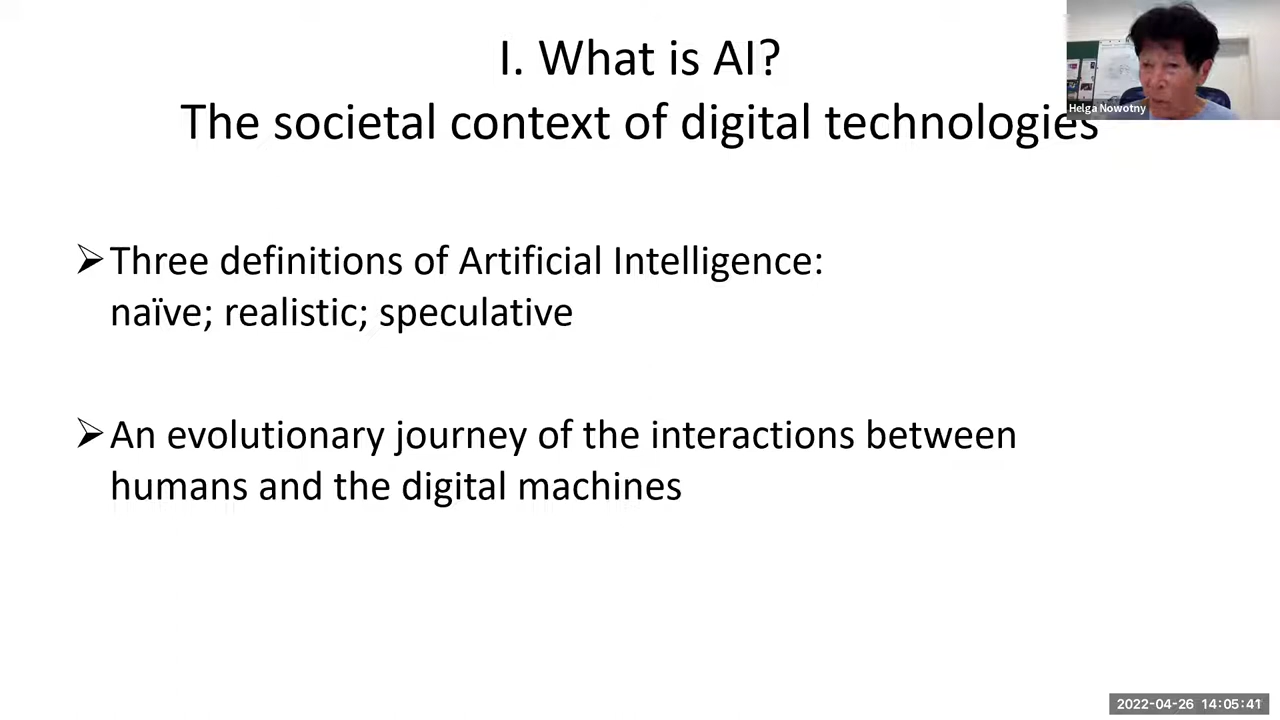 I. What is AI?
The societal context of digital technologies
Helga Nowotny
➢Three definitions of Artificial Intelligence:
naïve; realistic; speculative
➢An evolutionary journey of the interactions between
humans and the digital machines
2022-04-26 14:05:41